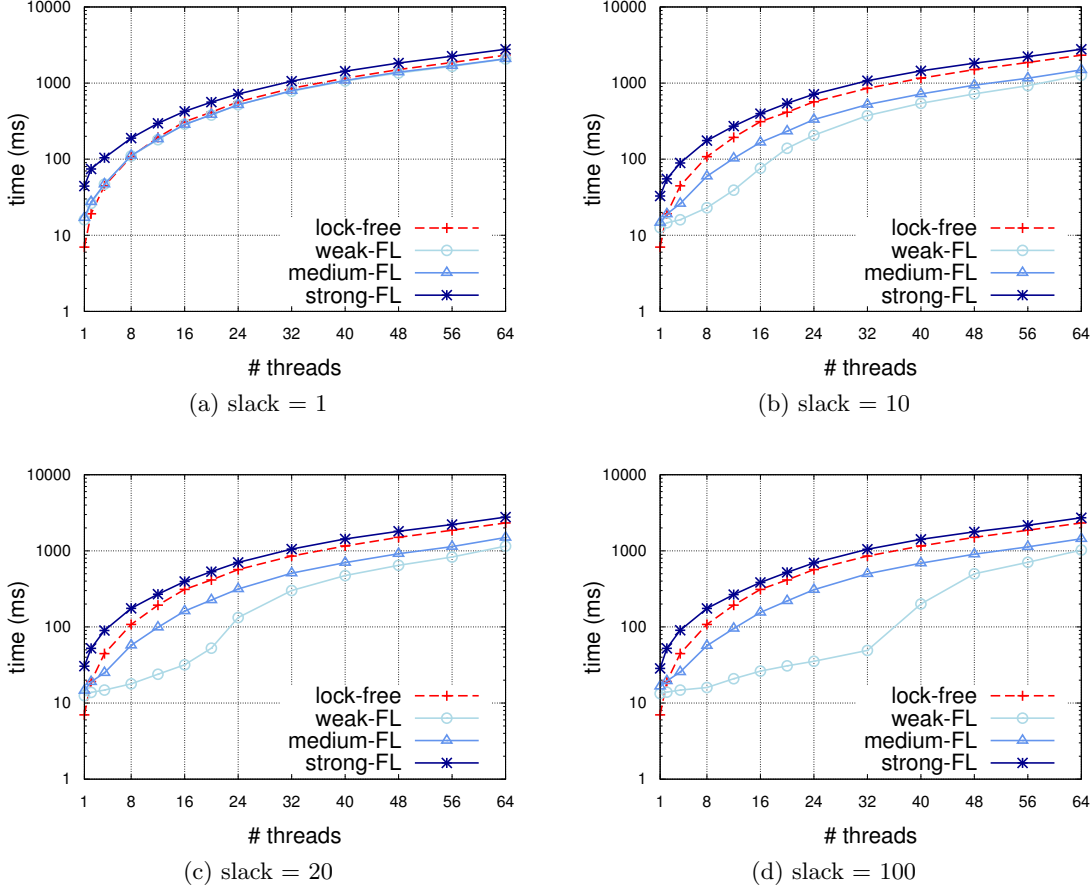 10000
1000
100
10
1
time (ms)
lock-free
weak-FL
medium-FL
strong-FL
1 8 16 24 32 40 48 56 64
# threads
(a) slack = 1
10000
1000
100
10
1
time (ms)
lock-free
weak-FL
medium-FL
strong-FL
1 8 16 24 32 40 48 56 64
# threads
(b) slack = 10
10000
1000
100
10
1
time (ms)
lock-free
weak-FL
medium-FL
strong-FL
1 8 16 24 32 40 48 56 64
# threads
(c) slack = 20
10000
1000
100
10
1
time (ms)
lock-free
weak-FL
medium-FL
strong-FL
1 8 16 24 32 40 48 56 64
# threads
(d) slack = 100